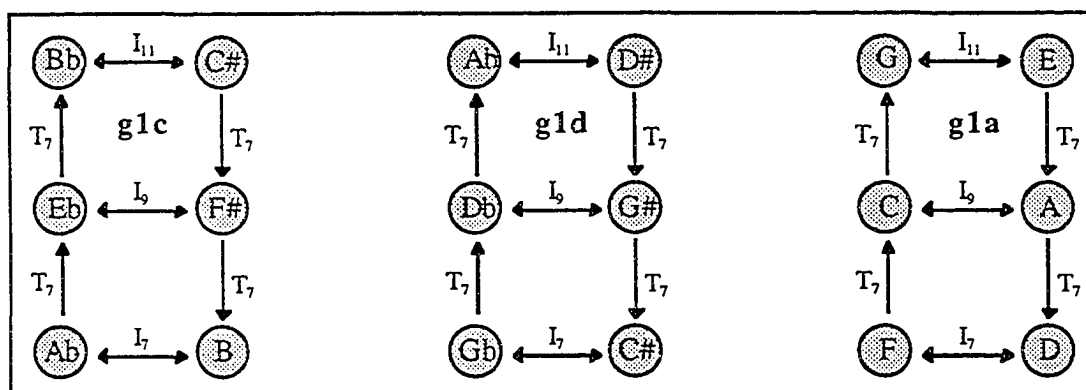 Bb I₁₁ C# Ab I₁₁ D# G I₁₁ E
T₇ g1c T₇ T₇ g1d T₇ T₇ g1a T₇
Eb I₉ F# Db I₉ G# C I₉ A
T₇ T₇ T₇ T₇ T₇ T₇
Ab I₇ B Gb I₇ C# F I₇ D